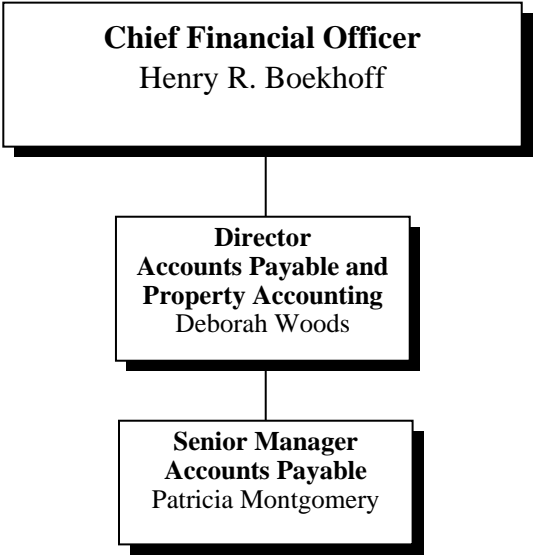 Chief Financial Officer
Henry R. Boekhoff
Director
Accounts Payable and
Property Accounting
Deborah Woods
Senior Manager
Accounts Payable
Patricia Montgomery